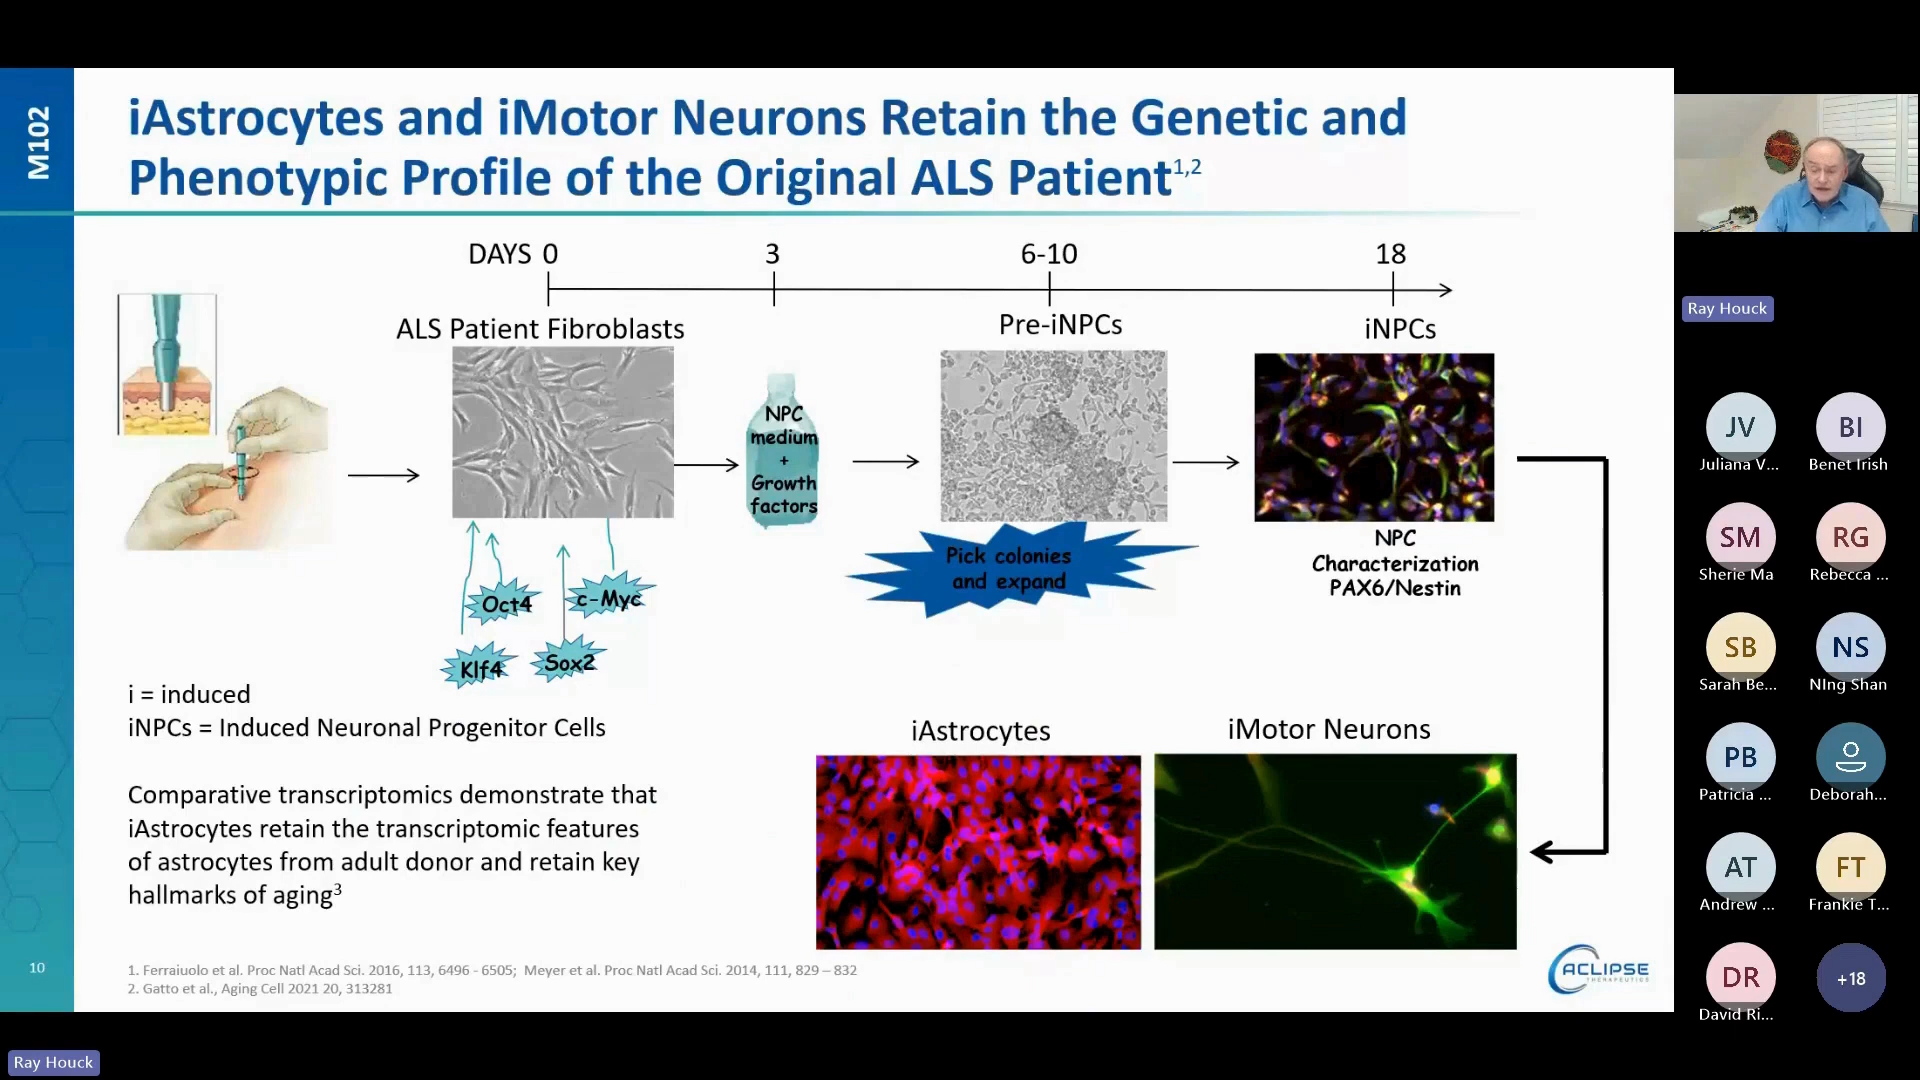 M102
iAstrocytes and iMotor Neurons Retain the Genetic and
Phenotypic Profile of the Original ALS Patient1,2
DAYS 0 3 6-10 18
ALS Patient Fibroblasts
Pre-iNPCs
iNPCs
NPC
medium
+
Growth
factors
Pick colonies
and expand
NPC
Characterization
PAX6/Nestin
Oct4
c-Myc
Klf4
Sox2
i = induced
iNPCs = Induced Neuronal Progenitor Cells
Comparative transcriptomics demonstrate that
iAstrocytes retain the transcriptomic features
of astrocytes from adult donor and retain key
hallmarks of aging3
iAstrocytes
iMotor Neurons
10
1. Ferraiuolo et al. Proc Natl Acad Sci. 2016, 113, 6496 - 6505; Meyer et al. Proc Natl Acad Sci. 2014, 111, 829 – 832
2. Gatto et al., Aging Cell 2021 20, 313281
ACLIPSE
THERAPEUTICS
Ray Houck
JV
Juliana V...
BI
Benet Irish
SM
Sherie Ma
RG
Rebecca ...
SB
Sarah Be...
NS
NIng Shan
PB
Patricia ...
Deborah...
AT
Andrew ...
FT
Frankie T...
DR
David Ri...
+18
Ray Houck